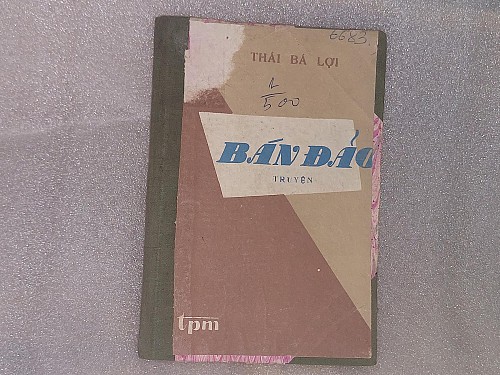 6683
THÁI BÁ LỢI
1/500
BÁN ĐẢO
TRUYỆN
tpm